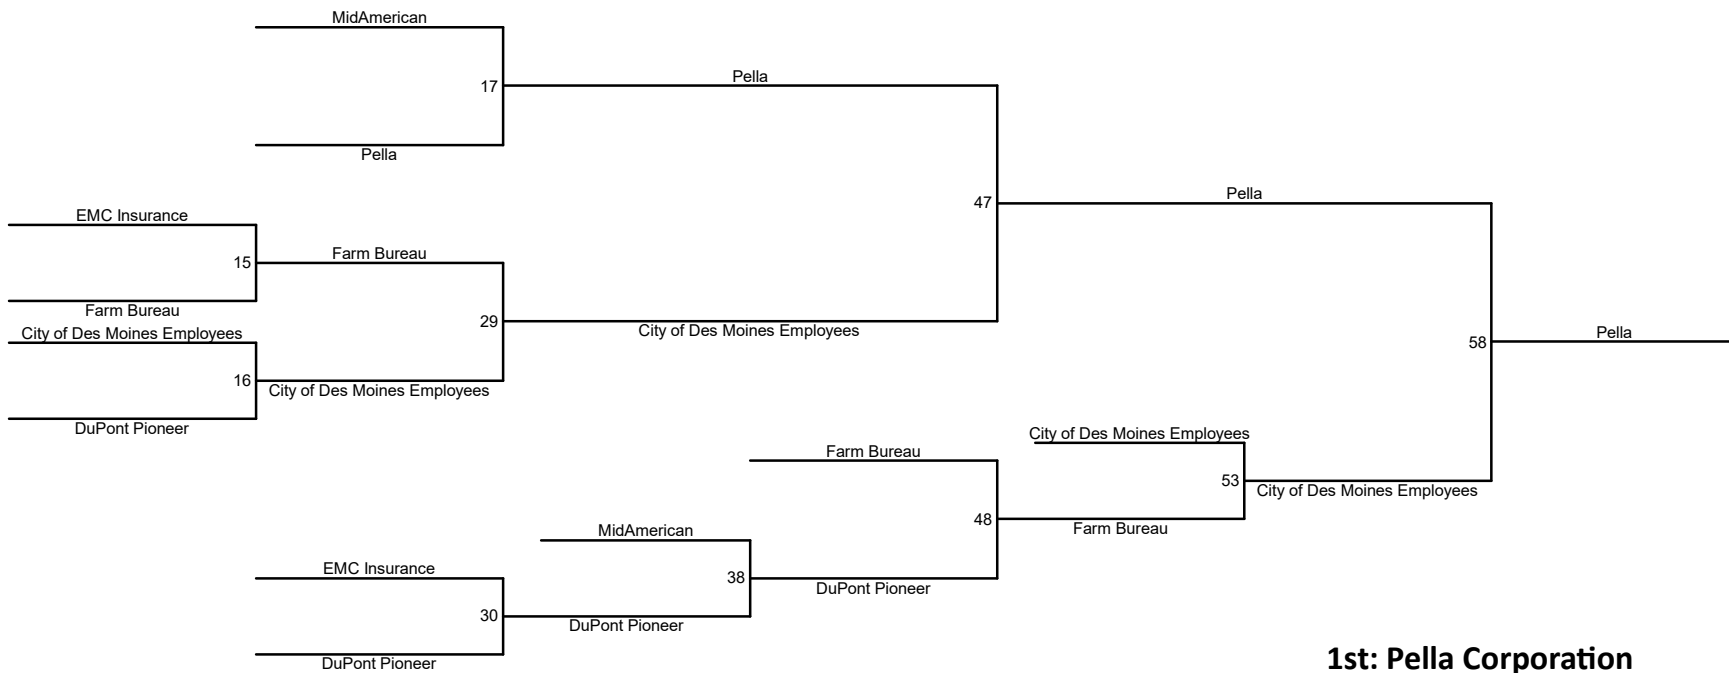 MidAmerican
17
Pella
Pella
EMC Insurance
15
Farm Bureau
Farm Bureau
City of Des Moines Employees
16
City of Des Moines Employees
DuPont Pioneer
29
City of Des Moines Employees
47
Pella
58
Pella
City of Des Moines Employees
53
City of Des Moines Employees
Farm Bureau
48
Farm Bureau
MidAmerican
38
DuPont Pioneer
EMC Insurance
30
DuPont Pioneer
DuPont Pioneer
1st: Pella Corporation